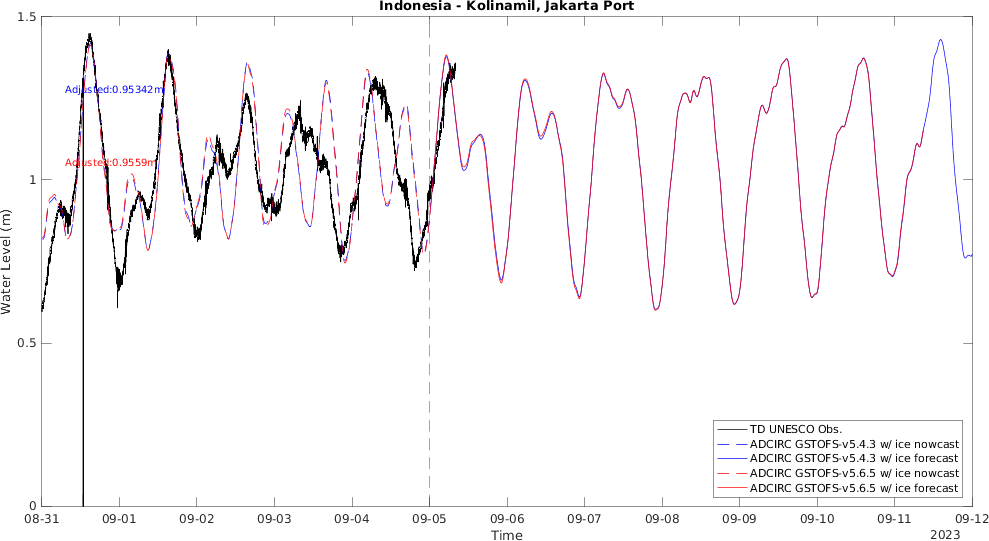 Indonesia - Kolinamil, Jakarta Port
1.5
1
0.5
0
Water Level (m)
Adjusted:0.95342m
Adjusted:0.9559m
TD UNESCO Obs.
ADCIRC GSTOFS-v5.4.3 w/ ice nowcast
ADCIRC GSTOFS-v5.4.3 w/ ice forecast
ADCIRC GSTOFS-v5.6.5 w/ ice nowcast
ADCIRC GSTOFS-v5.6.5 w/ ice forecast
08-31 09-01 09-02 09-03 09-04 09-05 09-06 09-07 09-08 09-09 09-10 09-11 09-12
Time
2023